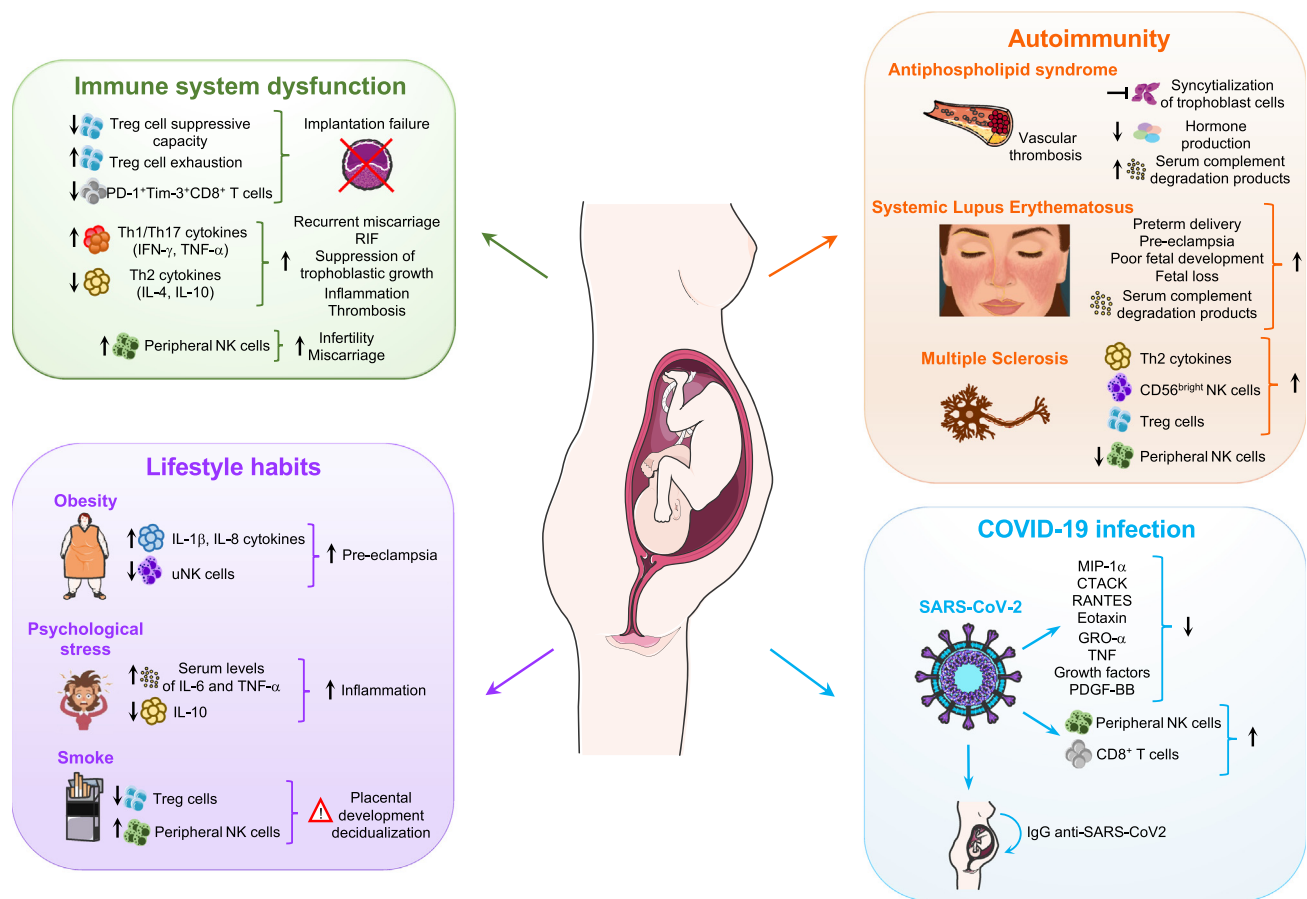 Immune system dysfunction
Treg cell suppressive
capacity
Treg cell exhaustion
PD-1⁺Tim-3⁺CD8⁺ T cells
Implantation failure
Th1/Th17 cytokines
(IFN-γ, TNF-α)
Th2 cytokines
(IL-4, IL-10)
Recurrent miscarriage
RIF
Suppression of
trophoblastic growth
Inflammation
Thrombosis
Peripheral NK cells
Infertility
Miscarriage
Autoimmunity
Antiphospholipid syndrome
Vascular
thrombosis
Syncytialization
of trophoblast cells
Hormone
production
Serum complement
degradation products
Systemic Lupus Erythematosus
Preterm delivery
Pre-eclampsia
Poor fetal development
Fetal loss
Serum complement
degradation products
Multiple Sclerosis
Th2 cytokines
CD56ᵇʳⁱᵍʰᵗ NK cells
Treg cells
Peripheral NK cells
Lifestyle habits
Obesity
IL-1β, IL-8 cytokines
uNK cells
Pre-eclampsia
Psychological
stress
Serum levels
of IL-6 and TNF-α
IL-10
Inflammation
Smoke
Treg cells
Peripheral NK cells
Placental
development
decidualization
COVID-19 infection
SARS-CoV-2
MIP-1α
CTACK
RANTES
Eotaxin
GRO-α
TNF
Growth factors
PDGF-BB
Peripheral NK cells
CD8⁺ T cells
IgG anti-SARS-CoV2